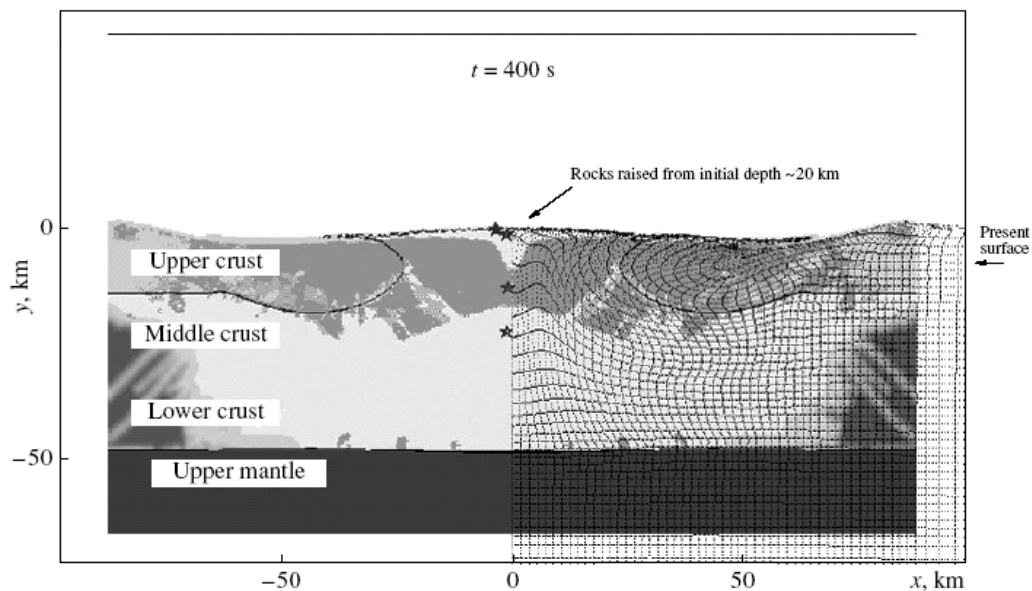 t = 400 s
Rocks raised from initial depth ~20 km
0
Present
surface
Upper crust
y, km
Middle crust
Lower crust
−50
Upper mantle
−50
0
50
x, km